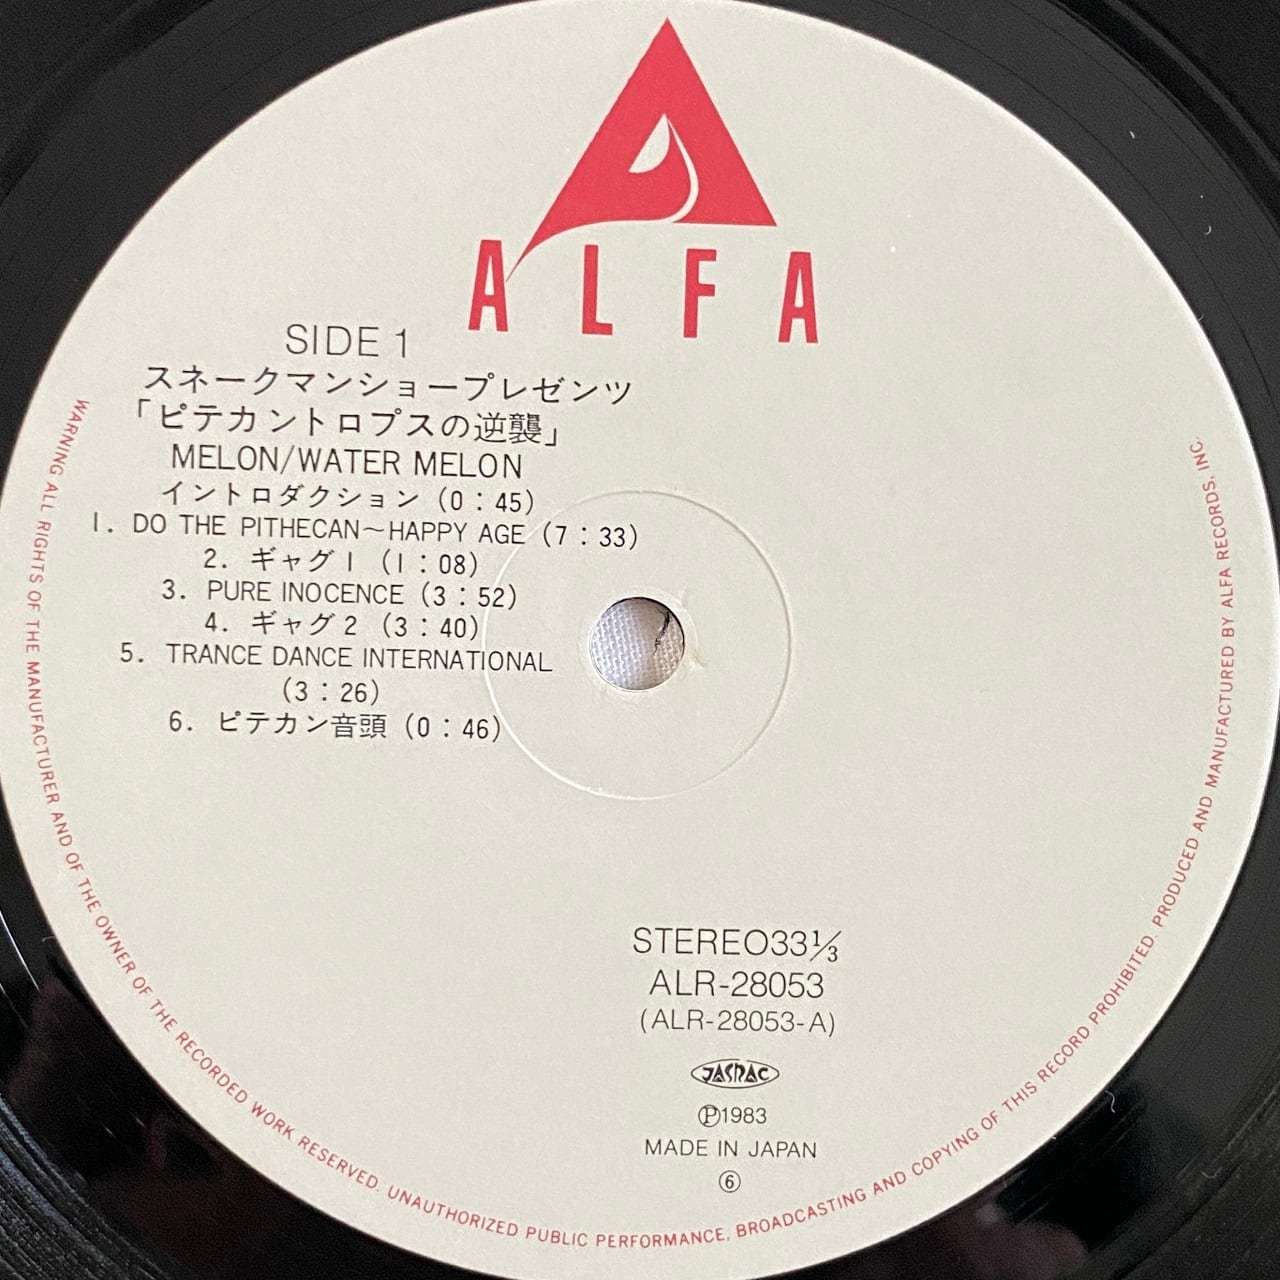 ALFA
SIDE 1
スネークマンショープレゼンツ
「ピテカントロプスの逆襲」
MELON/WATER MELON
イントロダクション (0:45)
1. DO THE PITHECAN〜HAPPY AGE (7:33)
2. ギャグ1 (1:08)
3. PURE INOCENCE (3:52)
4. ギャグ2 (3:40)
5. TRANCE DANCE INTERNATIONAL
(3:26)
6. ピテカン音頭 (0:46)
STEREO33⅓
ALR-28053
(ALR-28053-A)
JASRAC
Ⓟ1983
MADE IN JAPAN
⑥
WARNING ALL RIGHTS OF THE MANUFACTURER AND OF THE OWNER OF THE RECORDED WORK RESERVED. UNAUTHORIZED PUBLIC PERFORMANCE, BROADCASTING AND COPYING OF THIS RECORD PROHIBITED. PRODUCED AND MANUFACTURED BY ALFA RECORDS, INC.